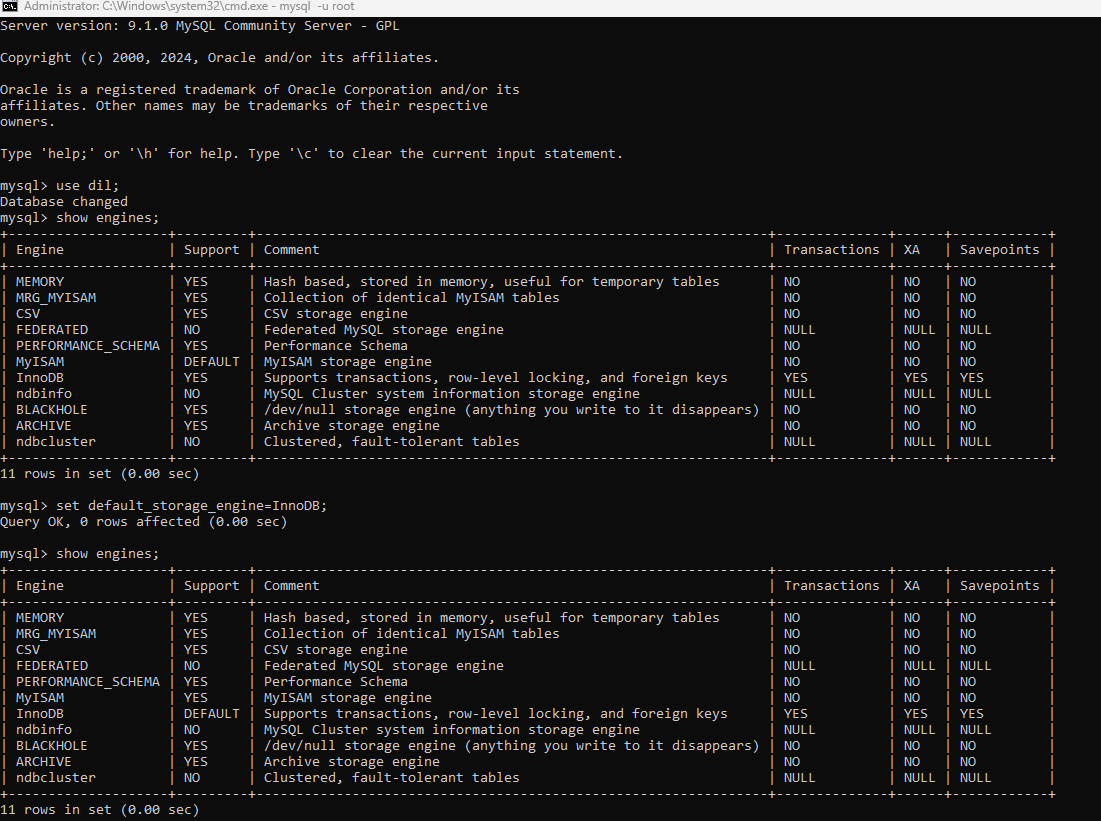 Administrator: C:\Windows\system32\cmd.exe - mysql -u root
Server version: 9.1.0 MySQL Community Server - GPL
Copyright (c) 2000, 2024, Oracle and/or its affiliates.
Oracle is a registered trademark of Oracle Corporation and/or its
affiliates. Other names may be trademarks of their respective
owners.
Type 'help;' or '\h' for help. Type '\c' to clear the current input statement.
mysql> use dil;
Database changed
mysql> show engines;
+--------------------+---------+----------------------------------------------------------------+--------------+------+------------+
| Engine             | Support | Comment                                                        | Transactions | XA   | Savepoints |
+--------------------+---------+----------------------------------------------------------------+--------------+------+------------+
| MEMORY             | YES     | Hash based, stored in memory, useful for temporary tables      | NO           | NO   | NO         |
| MRG_MYISAM         | YES     | Collection of identical MyISAM tables                          | NO           | NO   | NO         |
| CSV                | YES     | CSV storage engine                                             | NO           | NO   | NO         |
| FEDERATED          | NO      | Federated MySQL storage engine                                 | NULL         | NULL | NULL       |
| PERFORMANCE_SCHEMA | YES     | Performance Schema                                             | NO           | NO   | NO         |
| MyISAM             | DEFAULT | MyISAM storage engine                                          | NO           | NO   | NO         |
| InnoDB             | YES     | Supports transactions, row-level locking, and foreign keys     | YES          | YES  | YES        |
| ndbinfo            | NO      | MySQL Cluster system information storage engine                | NULL         | NULL | NULL       |
| BLACKHOLE          | YES     | /dev/null storage engine (anything you write to it disappears) | NO           | NO   | NO         |
| ARCHIVE            | YES     | Archive storage engine                                         | NO           | NO   | NO         |
| ndbcluster         | NO      | Clustered, fault-tolerant tables                               | NULL         | NULL | NULL       |
+--------------------+---------+----------------------------------------------------------------+--------------+------+------------+
11 rows in set (0.00 sec)
mysql> set default_storage_engine=InnoDB;
Query OK, 0 rows affected (0.00 sec)
mysql> show engines;
+--------------------+---------+----------------------------------------------------------------+--------------+------+------------+
| Engine             | Support | Comment                                                        | Transactions | XA   | Savepoints |
+--------------------+---------+----------------------------------------------------------------+--------------+------+------------+
| MEMORY             | YES     | Hash based, stored in memory, useful for temporary tables      | NO           | NO   | NO         |
| MRG_MYISAM         | YES     | Collection of identical MyISAM tables                          | NO           | NO   | NO         |
| CSV                | YES     | CSV storage engine                                             | NO           | NO   | NO         |
| FEDERATED          | NO      | Federated MySQL storage engine                                 | NULL         | NULL | NULL       |
| PERFORMANCE_SCHEMA | YES     | Performance Schema                                             | NO           | NO   | NO         |
| MyISAM             | YES     | MyISAM storage engine                                          | NO           | NO   | NO         |
| InnoDB             | DEFAULT | Supports transactions, row-level locking, and foreign keys     | YES          | YES  | YES        |
| ndbinfo            | NO      | MySQL Cluster system information storage engine                | NULL         | NULL | NULL       |
| BLACKHOLE          | YES     | /dev/null storage engine (anything you write to it disappears) | NO           | NO   | NO         |
| ARCHIVE            | YES     | Archive storage engine                                         | NO           | NO   | NO         |
| ndbcluster         | NO      | Clustered, fault-tolerant tables                               | NULL         | NULL | NULL       |
+--------------------+---------+----------------------------------------------------------------+--------------+------+------------+
11 rows in set (0.00 sec)